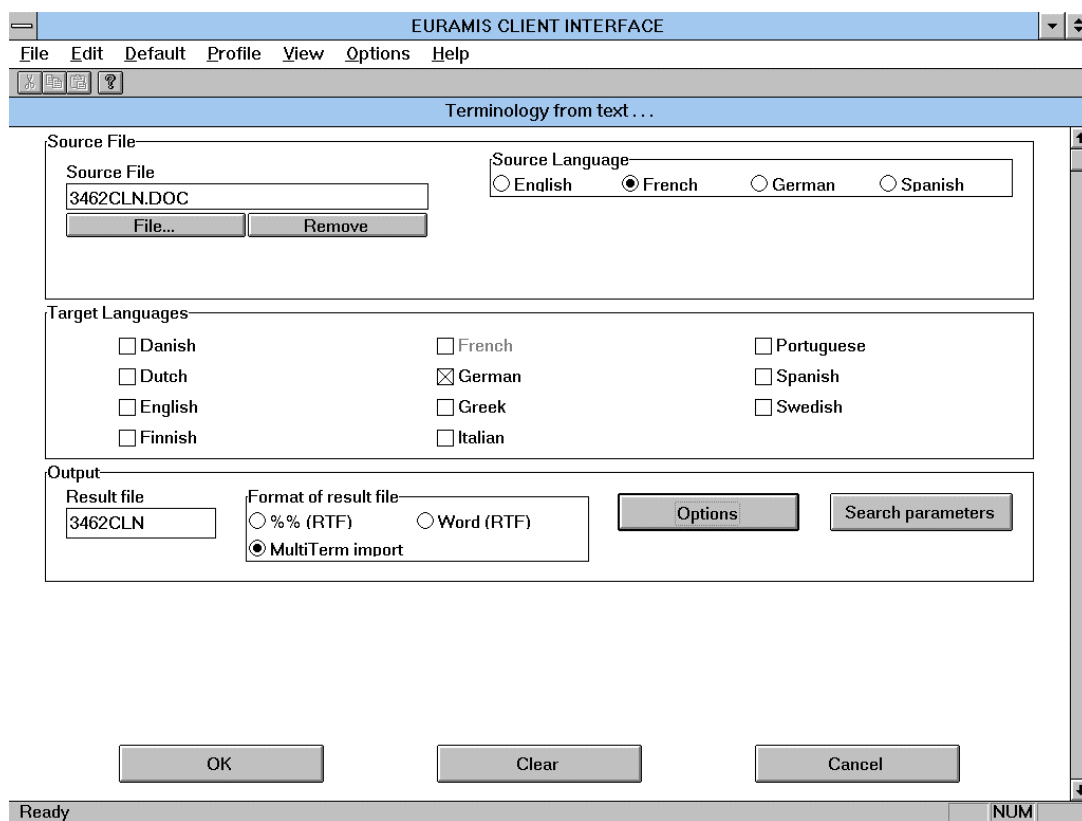 EURAMIS CLIENT INTERFACE
File Edit Default Profile View Options Help
Terminology from text . . .
Source File
Source File
3462CLN.DOC
File... Remove
Source Language
English French German Spanish
Target Languages
Danish French Portuguese
Dutch German Spanish
English Greek Swedish
Finnish Italian
Output
Result file
3462CLN
Format of result file
%% (RTF) Word (RTF)
MultiTerm import
Options Search parameters
OK Clear Cancel
Ready NUM